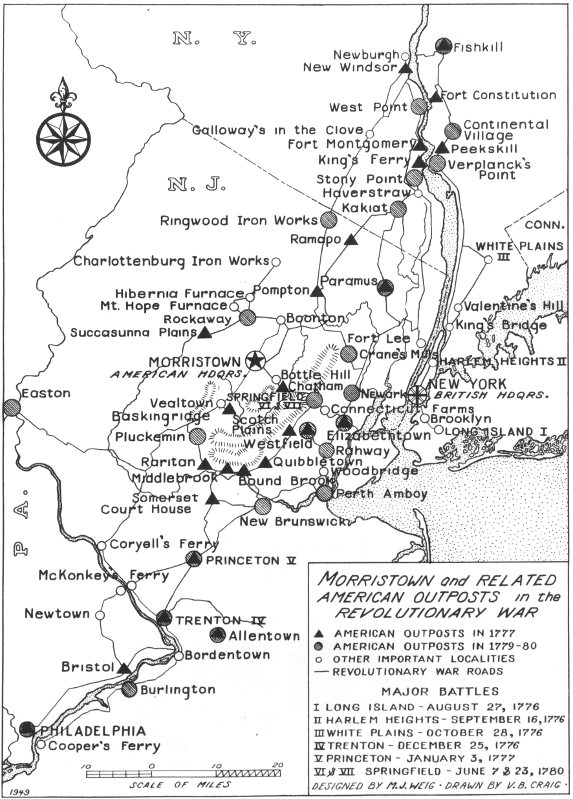 N. Y.
Fishkill
Newburgh
New Windsor
Fort Constitution
West Point
Galloway's in the Clove
Continental
Village
Fort Montgomery
Peekskill
King's Ferry
Verplanck's
Point
N. J.
Stony Point
Haverstraw
Kakiat
Ringwood Iron Works
CONN.
Ramapo
WHITE PLAINS
III
Charlottenburg Iron Works
Paramus
Hibernia Furnace
Pompton
Mt. Hope Furnace
Valentine's Hill
Rockaway
Boonton
King's Bridge
Succasunna Plains
Fort Lee
Crane's Mills
MORRISTOWN
AMERICAN HDQRS.
HARLEM HEIGHTS II
Bottle Hill
Chatham
NEW YORK
BRITISH HDQRS.
Easton
Vealtown
SPRINGFIELD
VI & VII
Newark
Baskingridge
Connecticut Farms
Scotch
Plains
Brooklyn
Pluckemin
Elizabethtown
LONG ISLAND I
Westfield
Rahway
Raritan
Quibbletown
Woodbridge
Middlebrook
Bound Brook
Perth Amboy
Somerset
Court House
New Brunswick
PA.
Coryell's Ferry
PRINCETON V
McKonkey Ferry
Newtown
TRENTON IV
Allentown
Bordentown
Bristol
Burlington
PHILADELPHIA
Cooper's Ferry
MORRISTOWN and RELATED
AMERICAN OUTPOSTS in the
REVOLUTIONARY WAR
AMERICAN OUTPOSTS IN 1777
AMERICAN OUTPOSTS IN 1779-80
OTHER IMPORTANT LOCALITIES
REVOLUTIONARY WAR ROADS
MAJOR BATTLES
I LONG ISLAND - AUGUST 27, 1776
II HARLEM HEIGHTS - SEPTEMBER 16, 1776
III WHITE PLAINS - OCTOBER 28, 1776
IV TRENTON - DECEMBER 25, 1776
V PRINCETON - JANUARY 3, 1777
VI & VII SPRINGFIELD - JUNE 7 & 23, 1780
DESIGNED BY M.J. WEIG - DRAWN BY V.B. CRAIG -
10 0 10 20
SCALE OF MILES
1949